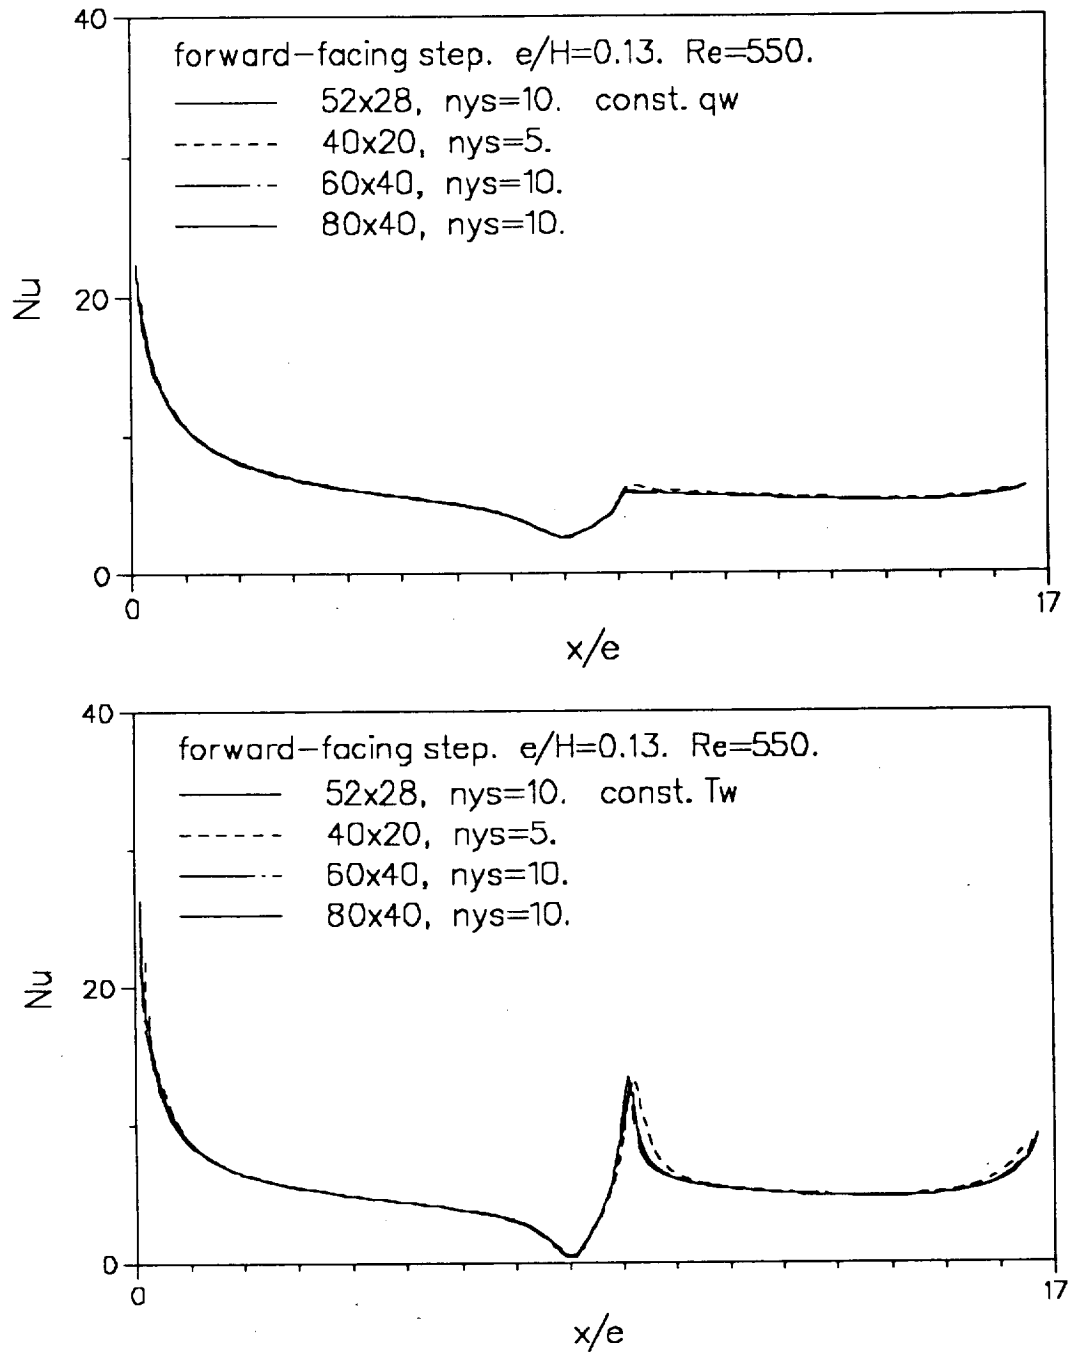 40
forward-facing step. e/H=0.13. Re=550.
52x28, nys=10. const. qw
40x20, nys=5.
60x40, nys=10.
80x40, nys=10.
Nu
20
0
0
17
x/e
40
forward-facing step. e/H=0.13. Re=550.
52x28, nys=10. const. Tw
40x20, nys=5.
60x40, nys=10.
80x40, nys=10.
Nu
20
0
0
17
x/e